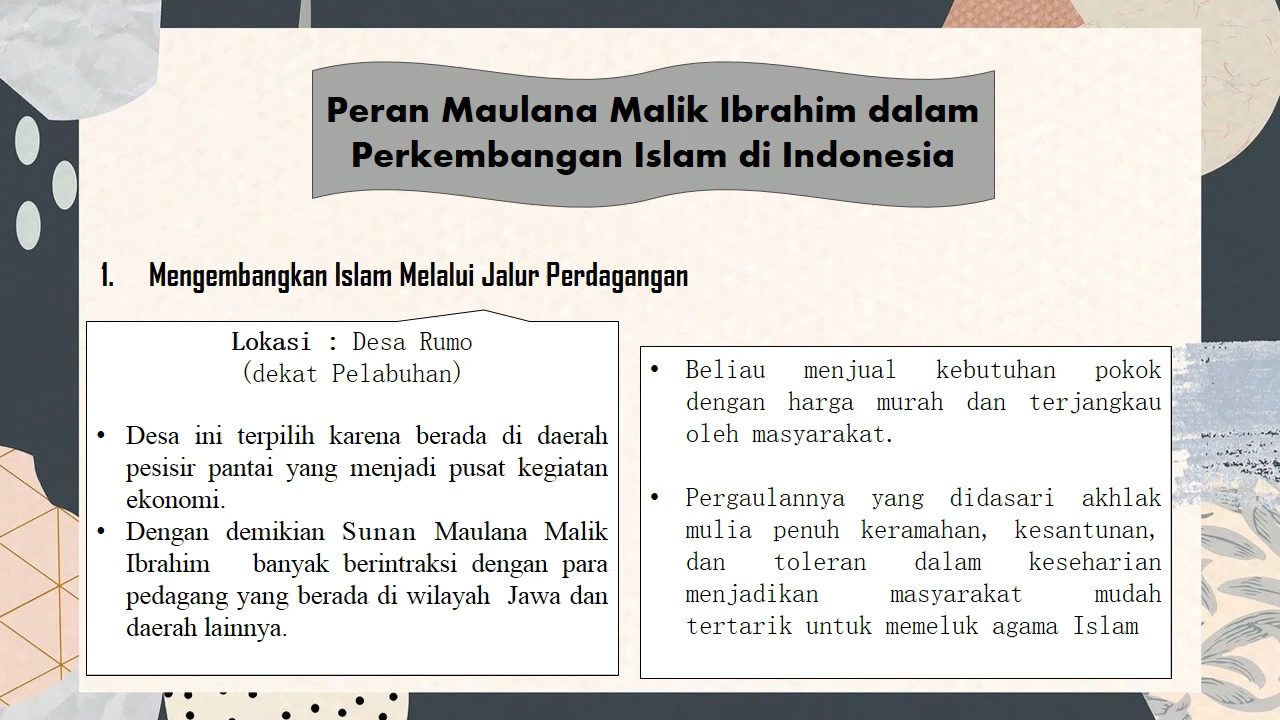 Peran Maulana Malik Ibrahim dalam
Perkembangan Islam di Indonesia
1. Mengembangkan Islam Melalui Jalur Perdagangan
Lokasi : Desa Rumo
(dekat Pelabuhan)
• Desa ini terpilih karena berada di daerah
pesisir pantai yang menjadi pusat kegiatan
ekonomi.
• Dengan demikian Sunan Maulana Malik
Ibrahim banyak berintraksi dengan para
pedagang yang berada di wilayah Jawa dan
daerah lainnya.
• Beliau menjual kebutuhan pokok
dengan harga murah dan terjangkau
oleh masyarakat.
• Pergaulannya yang didasari akhlak
mulia penuh keramahan, kesantunan,
dan toleran dalam keseharian
menjadikan masyarakat mudah
tertarik untuk memeluk agama Islam